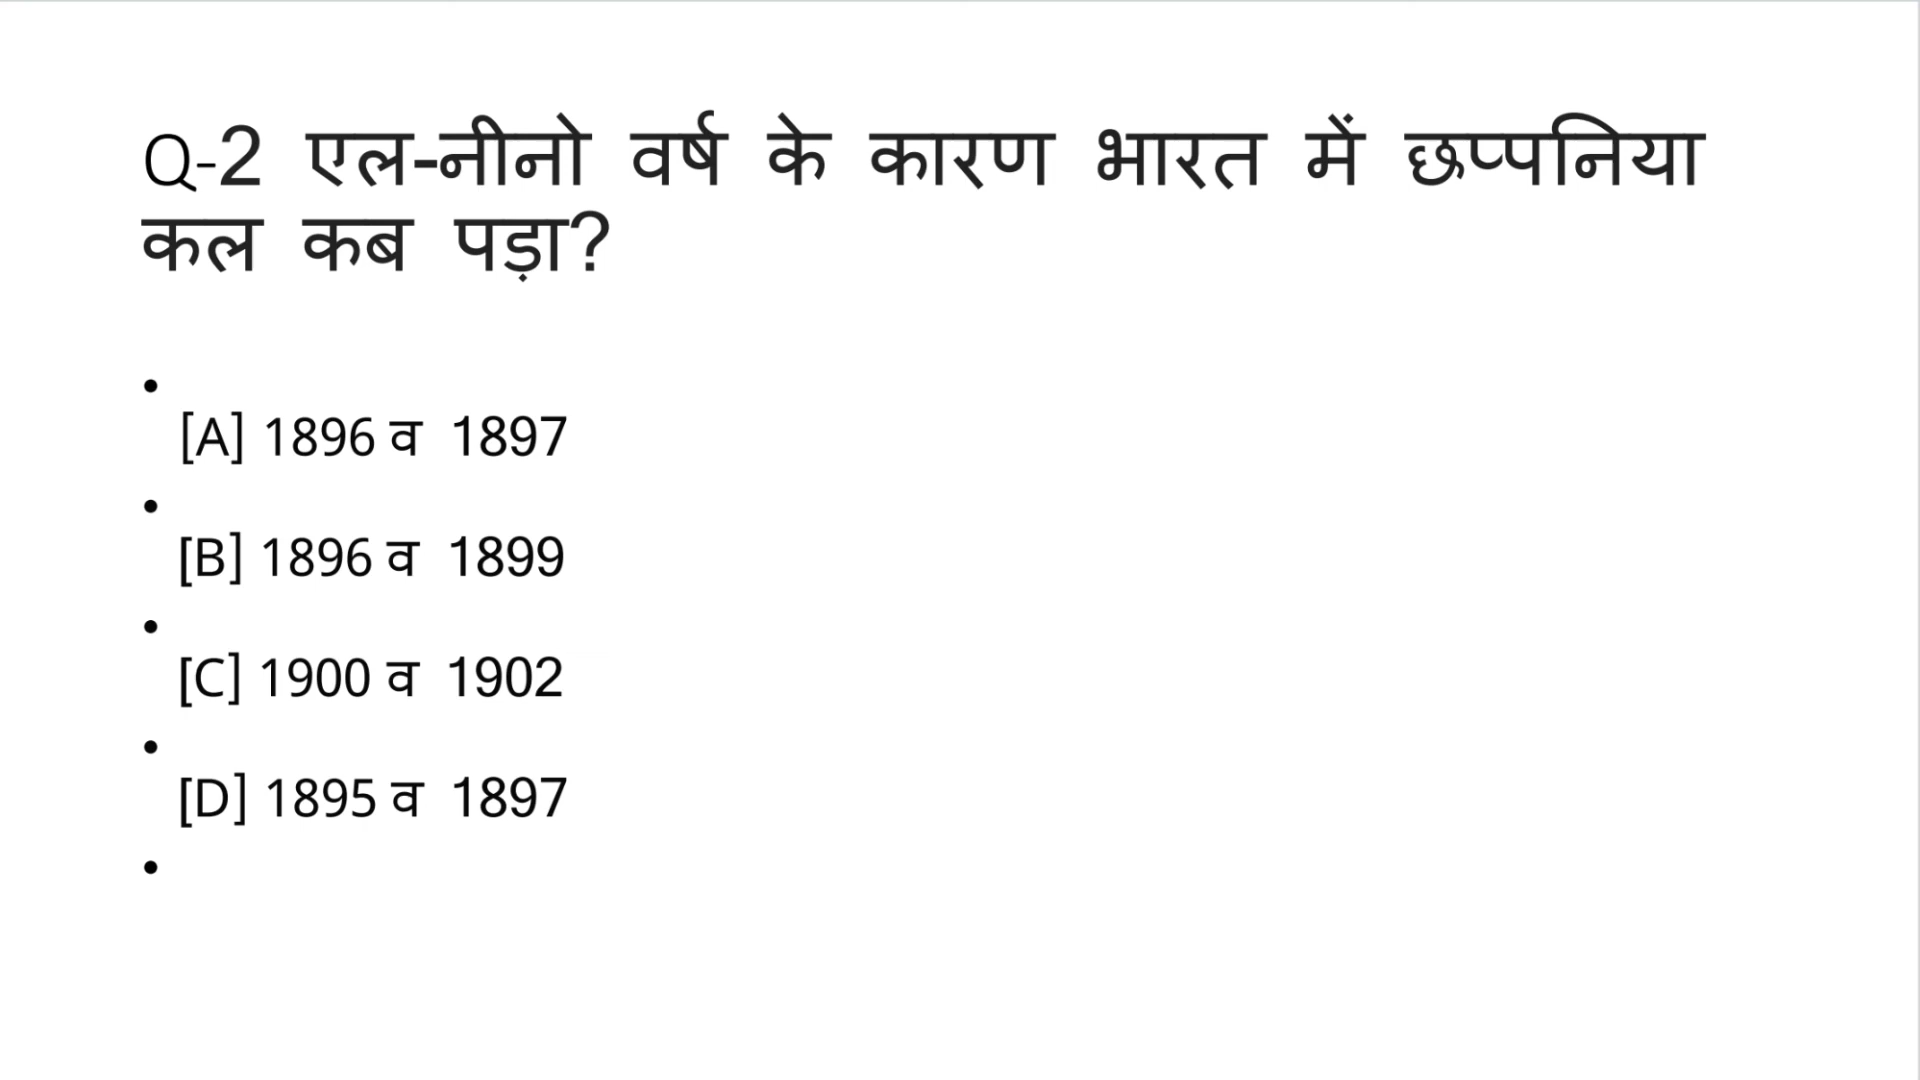 Q-2 एल-नीनो वर्ष के कारण भारत में छप्पनिया
कल कब पड़ा?
•
[A] 1896 व 1897
•
[B] 1896 व 1899
•
[C] 1900 व 1902
•
[D] 1895 व 1897
•